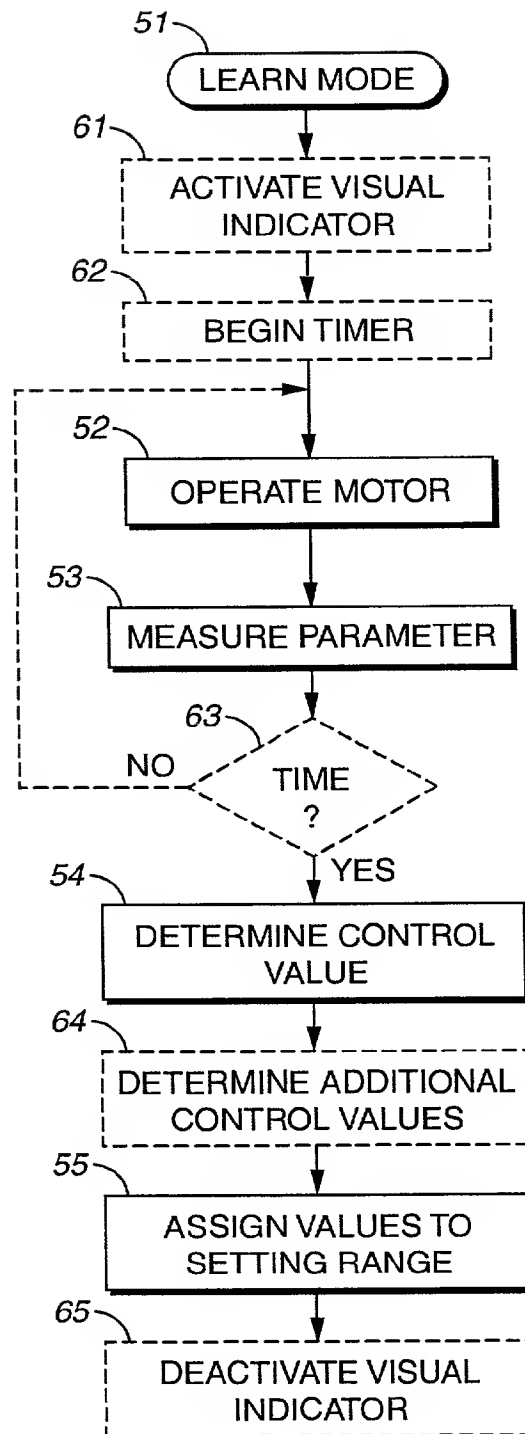 51
LEARN MODE
61
ACTIVATE VISUAL
INDICATOR
62
BEGIN TIMER
52
OPERATE MOTOR
53
MEASURE PARAMETER
63
NO
TIME
?
YES
54
DETERMINE CONTROL
VALUE
64
DETERMINE ADDITIONAL
CONTROL VALUES
55
ASSIGN VALUES TO
SETTING RANGE
65
DEACTIVATE VISUAL
INDICATOR